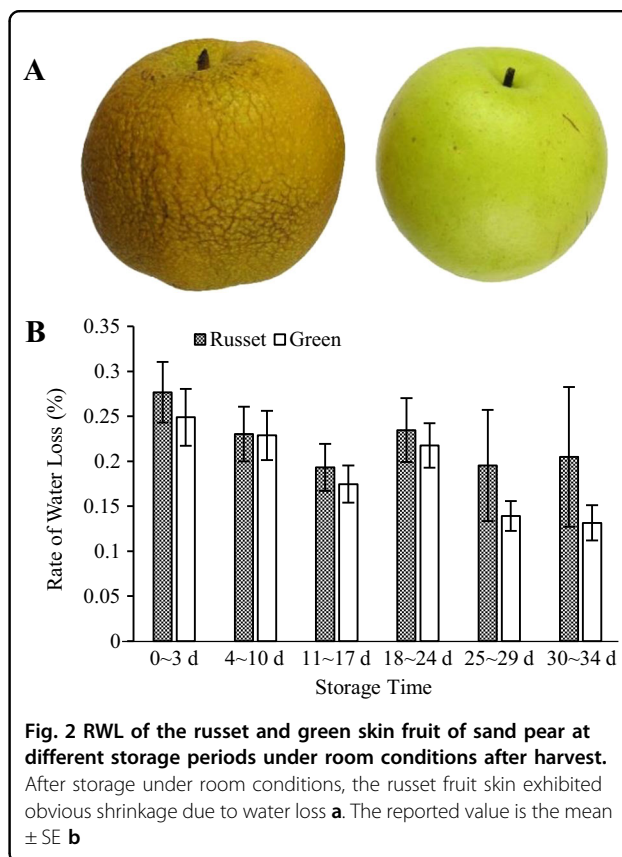 A
B
0.35
0.3
0.25
0.2
0.15
0.1
0.05
0
Rate of Water Loss (%)
Russet Green
0~3 d 4~10 d 11~17 d 18~24 d 25~29 d 30~34 d
Storage Time
Fig. 2 RWL of the russet and green skin fruit of sand pear at
different storage periods under room conditions after harvest.
After storage under room conditions, the russet fruit skin exhibited
obvious shrinkage due to water loss a. The reported value is the mean
± SE b